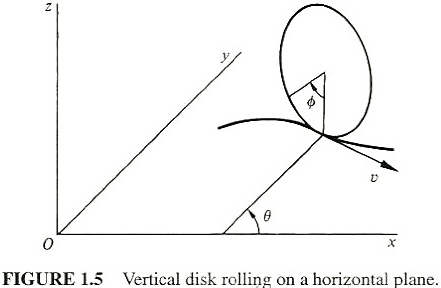 z
y
ϕ
v
θ
O
x
FIGURE 1.5 Vertical disk rolling on a horizontal plane.